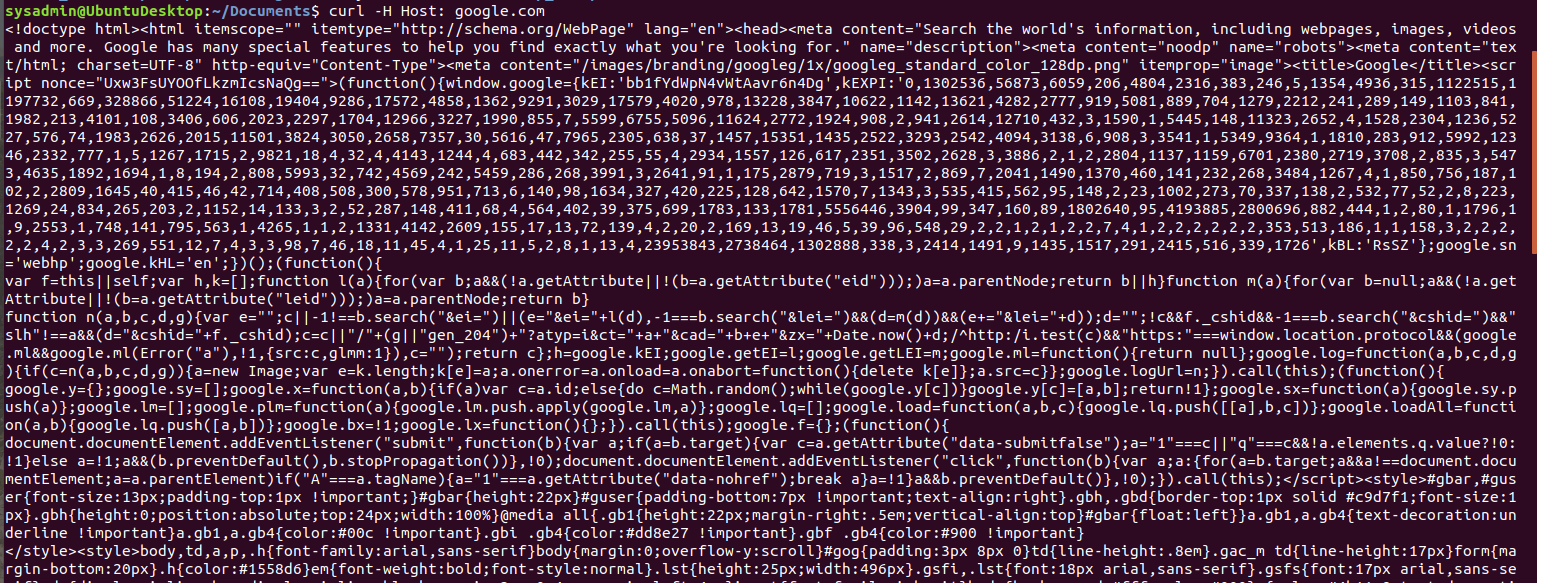 sysadmin@UbuntuDesktop:~/Documents$ curl -H Host: google.com
<!doctype html><html itemscope="" itemtype="http://schema.org/WebPage" lang="en"><head><meta content="Search the world's information, including webpages, images, videos
and more. Google has many special features to help you find exactly what you're looking for." name="description"><meta content="noodp" name="robots"><meta content="tex
t/html; charset=UTF-8" http-equiv="Content-Type"><meta content="/images/branding/googleg/1x/googleg_standard_color_128dp.png" itemprop="image"><title>Google</title><scr
ipt nonce="Uxw3FsUYOOfLkzmIcsNaQg==">(function(){window.google={kEI:'bb1fYdWpN4vWtAavr6n4Dg',kEXPI:'0,1302536,56873,6059,206,4804,2316,383,246,5,1354,4936,315,1122515,1
197732,669,328866,51224,16108,19404,9286,17572,4858,1362,9291,3029,17579,4020,978,13228,3847,10622,1142,13621,4282,2777,919,5081,889,704,1279,2212,241,289,149,1103,841,
1982,213,4101,108,3406,606,2023,2297,1704,12966,3227,1990,855,7,5599,6755,5096,11624,2772,1924,908,2,941,2614,12710,432,3,1590,1,5445,148,11323,2652,4,1528,2304,1236,52
27,576,74,1983,2626,2015,11501,3824,3050,2658,7357,30,5616,47,7965,2305,638,37,1457,15351,1435,2522,3293,2542,4094,3138,6,908,3,3541,1,5349,9364,1,1810,283,912,5992,123
46,2332,777,1,5,1267,1715,2,9821,18,4,32,4,4143,1244,4,683,442,342,255,55,4,2934,1557,126,617,2351,3502,2628,3,3886,2,1,2,2804,1137,1159,6701,2380,2719,3708,2,835,3,547
3,4635,1892,1694,1,8,194,2,808,5993,32,742,4569,242,5459,286,268,3991,3,2641,91,1,175,2879,719,3,1517,2,869,7,2041,1490,1370,460,141,232,268,3484,1267,4,1,850,756,187,1
02,2,2809,1645,40,415,46,42,714,408,508,300,578,951,713,6,140,98,1634,327,420,225,128,642,1570,7,1343,3,535,415,562,95,148,2,23,1002,273,70,337,138,2,532,77,52,2,8,223,
1269,24,834,265,203,2,1152,14,133,3,2,52,287,148,411,68,4,564,402,39,375,699,1783,133,1781,5556446,3904,99,347,160,89,1802640,95,4193885,2800696,882,444,1,2,80,1,1796,1
,9,2553,1,748,141,795,563,1,4265,1,1,2,1331,4142,2609,155,17,13,72,139,4,2,20,2,169,13,19,46,5,39,96,548,29,2,2,1,2,1,2,2,7,4,1,2,2,2,2,2,2,353,513,186,1,1,158,3,2,2,2,
2,2,4,2,3,3,269,551,12,7,4,3,3,98,7,46,18,11,45,4,1,25,11,5,2,8,1,13,4,23953843,2738464,1302888,338,3,2414,1491,9,1435,1517,291,2415,516,339,1726',kBL:'RsSZ'};google.sn
='webhp';google.kHL='en';})();(function(){
var f=this||self;var h,k=[];function l(a){for(var b;a&&(!a.getAttribute||!(b=a.getAttribute("eid")));)a=a.parentNode;return b||h}function m(a){for(var b=null;a&&(!a.get
Attribute||!(b=a.getAttribute("leid")));)a=a.parentNode;return b}
function n(a,b,c,d,g){var e="";c||-1!==b.search("&ei=")||(e="&ei="+l(d),-1===b.search("&lei=")&&(d=m(d))&&(e+="&lei="+d));d="";!c&&f._cshid&&-1===b.search("&cshid=")&&"
slh"!==a&&(d="&cshid="+f._cshid);c=c||"/"+(g||"gen_204")+"?atyp=i&ct="+a+"&cad="+b+e+"&zx="+Date.now()+d;/^http:/i.test(c)&&"https:"===window.location.protocol&&(google
.ml&&google.ml(Error("a"),!1,{src:c,glmm:1}),c="");return c};h=google.kEI;google.getEI=l;google.getLEI=m;google.ml=function(){return null};google.log=function(a,b,c,d,g
){if(c=n(a,b,c,d,g)){a=new Image;var e=k.length;k[e]=a;a.onerror=a.onload=a.onabort=function(){delete k[e]};a.src=c}};google.logUrl=n;}).call(this);(function(){
google.y={};google.sy=[];google.x=function(a,b){if(a)var c=a.id;else{do c=Math.random();while(google.y[c])}google.y[c]=[a,b];return!1};google.sx=function(a){google.sy.p
ush(a)};google.lm=[];google.plm=function(a){google.lm.push.apply(google.lm,a)};google.lq=[];google.load=function(a,b,c){google.lq.push([[a],b,c])};google.loadAll=functi
on(a,b){google.lq.push([a,b])};google.bx=!1;google.lx=function(){};}).call(this);google.f={};(function(){
document.documentElement.addEventListener("submit",function(b){var a;if(a=b.target){var c=a.getAttribute("data-submitfalse");a="1"===c||"q"===c&&!a.elements.q.value?!0:
!1}else a=!1;a&&(b.preventDefault(),b.stopPropagation())},!0);document.documentElement.addEventListener("click",function(b){var a;a:{for(a=b.target;a&&a!==document.docu
mentElement;a=a.parentElement)if("A"===a.tagName){a="1"===a.getAttribute("data-nohref");break a}a=!1}a&&b.preventDefault()},!0);}).call(this);</script><style>#gbar,#gus
er{font-size:13px;padding-top:1px !important;}#gbar{height:22px}#guser{padding-bottom:7px !important;text-align:right}.gbh,.gbd{border-top:1px solid #c9d7f1;font-size:1
px}.gbh{height:0;position:absolute;top:24px;width:100%}@media all{.gb1{height:22px;margin-right:.5em;vertical-align:top}#gbar{float:left}}a.gb1,a.gb4{text-decoration:un
derline !important}a.gb1,a.gb4{color:#00c !important}.gbi .gb4{color:#dd8e27 !important}.gbf .gb4{color:#900 !important}
</style><style>body,td,a,p,.h{font-family:arial,sans-serif}body{margin:0;overflow-y:scroll}#gog{padding:3px 8px 0}td{line-height:.8em}.gac_m td{line-height:17px}form{ma
rgin-bottom:20px}.h{color:#1558d6}em{font-weight:bold;font-style:normal}.lst{height:25px;width:496px}.gsfi,.lst{font:18px arial,sans-serif}.gsfs{font:17px arial,sans-se